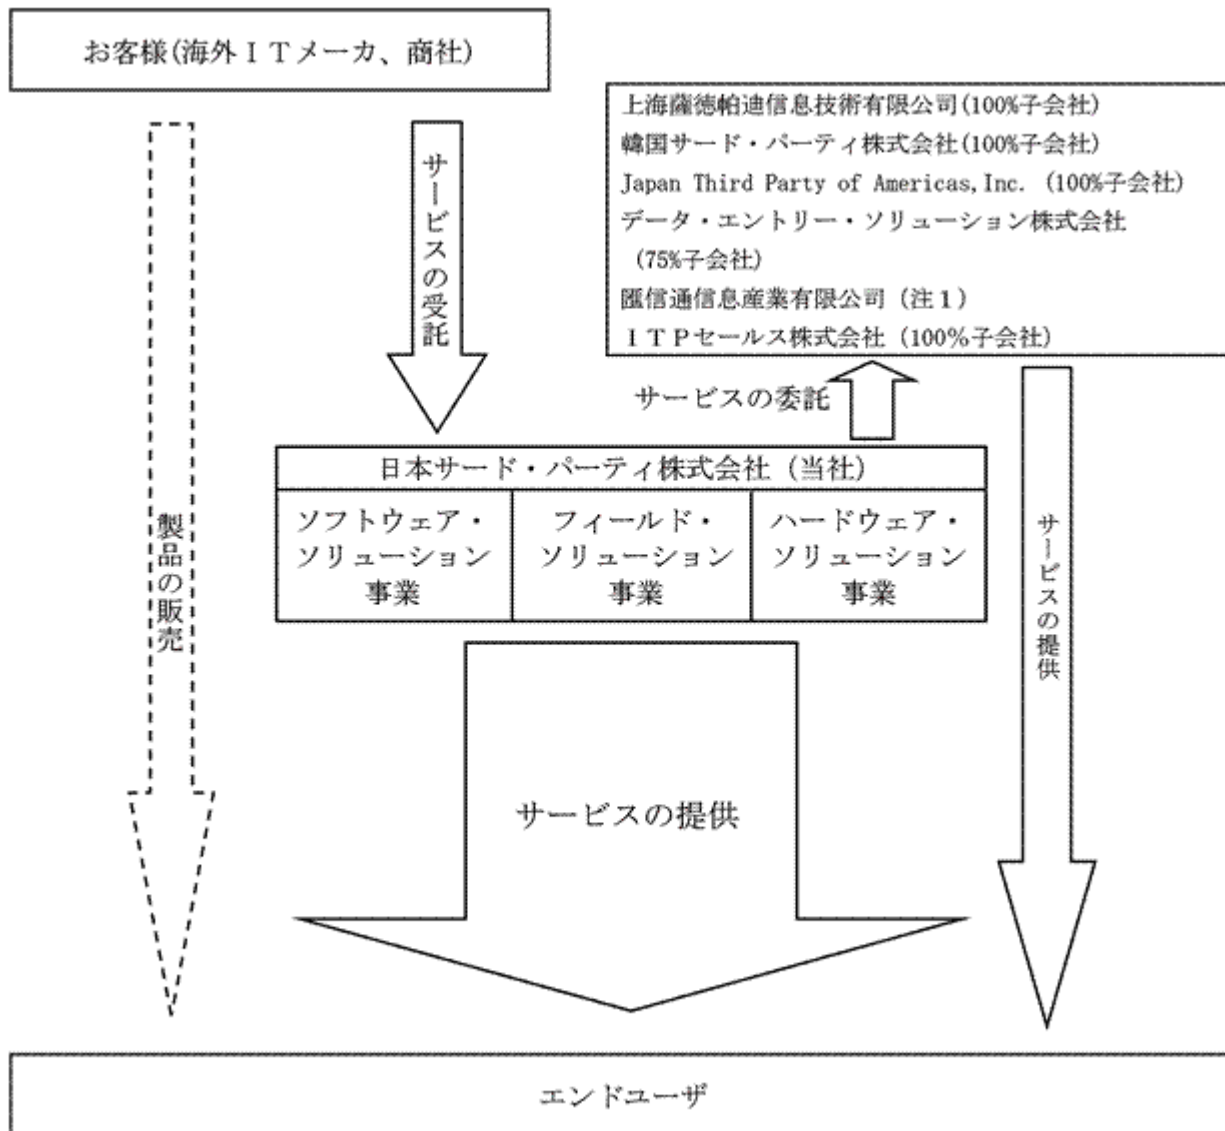 お客様(海外ＩＴメーカ、商社)
上海薩徳帕迪信息技術有限公司(100%子会社)
韓国サード・パーティ株式会社(100%子会社)
Japan Third Party of Americas,Inc. (100%子会社)
データ・エントリー・ソリューション株式会社
(75%子会社)
匯信通信息産業有限公司（注１）
ＩＴＰセールス株式会社（100％子会社）
サービスの受託
サービスの委託
日本サード・パーティ株式会社（当社）
ソフトウェア・
ソリューション
事業
フィールド・
ソリューション
事業
ハードウェア・
ソリューション
事業
製品の販売
サービスの提供
サービスの提供
エンドユーザ